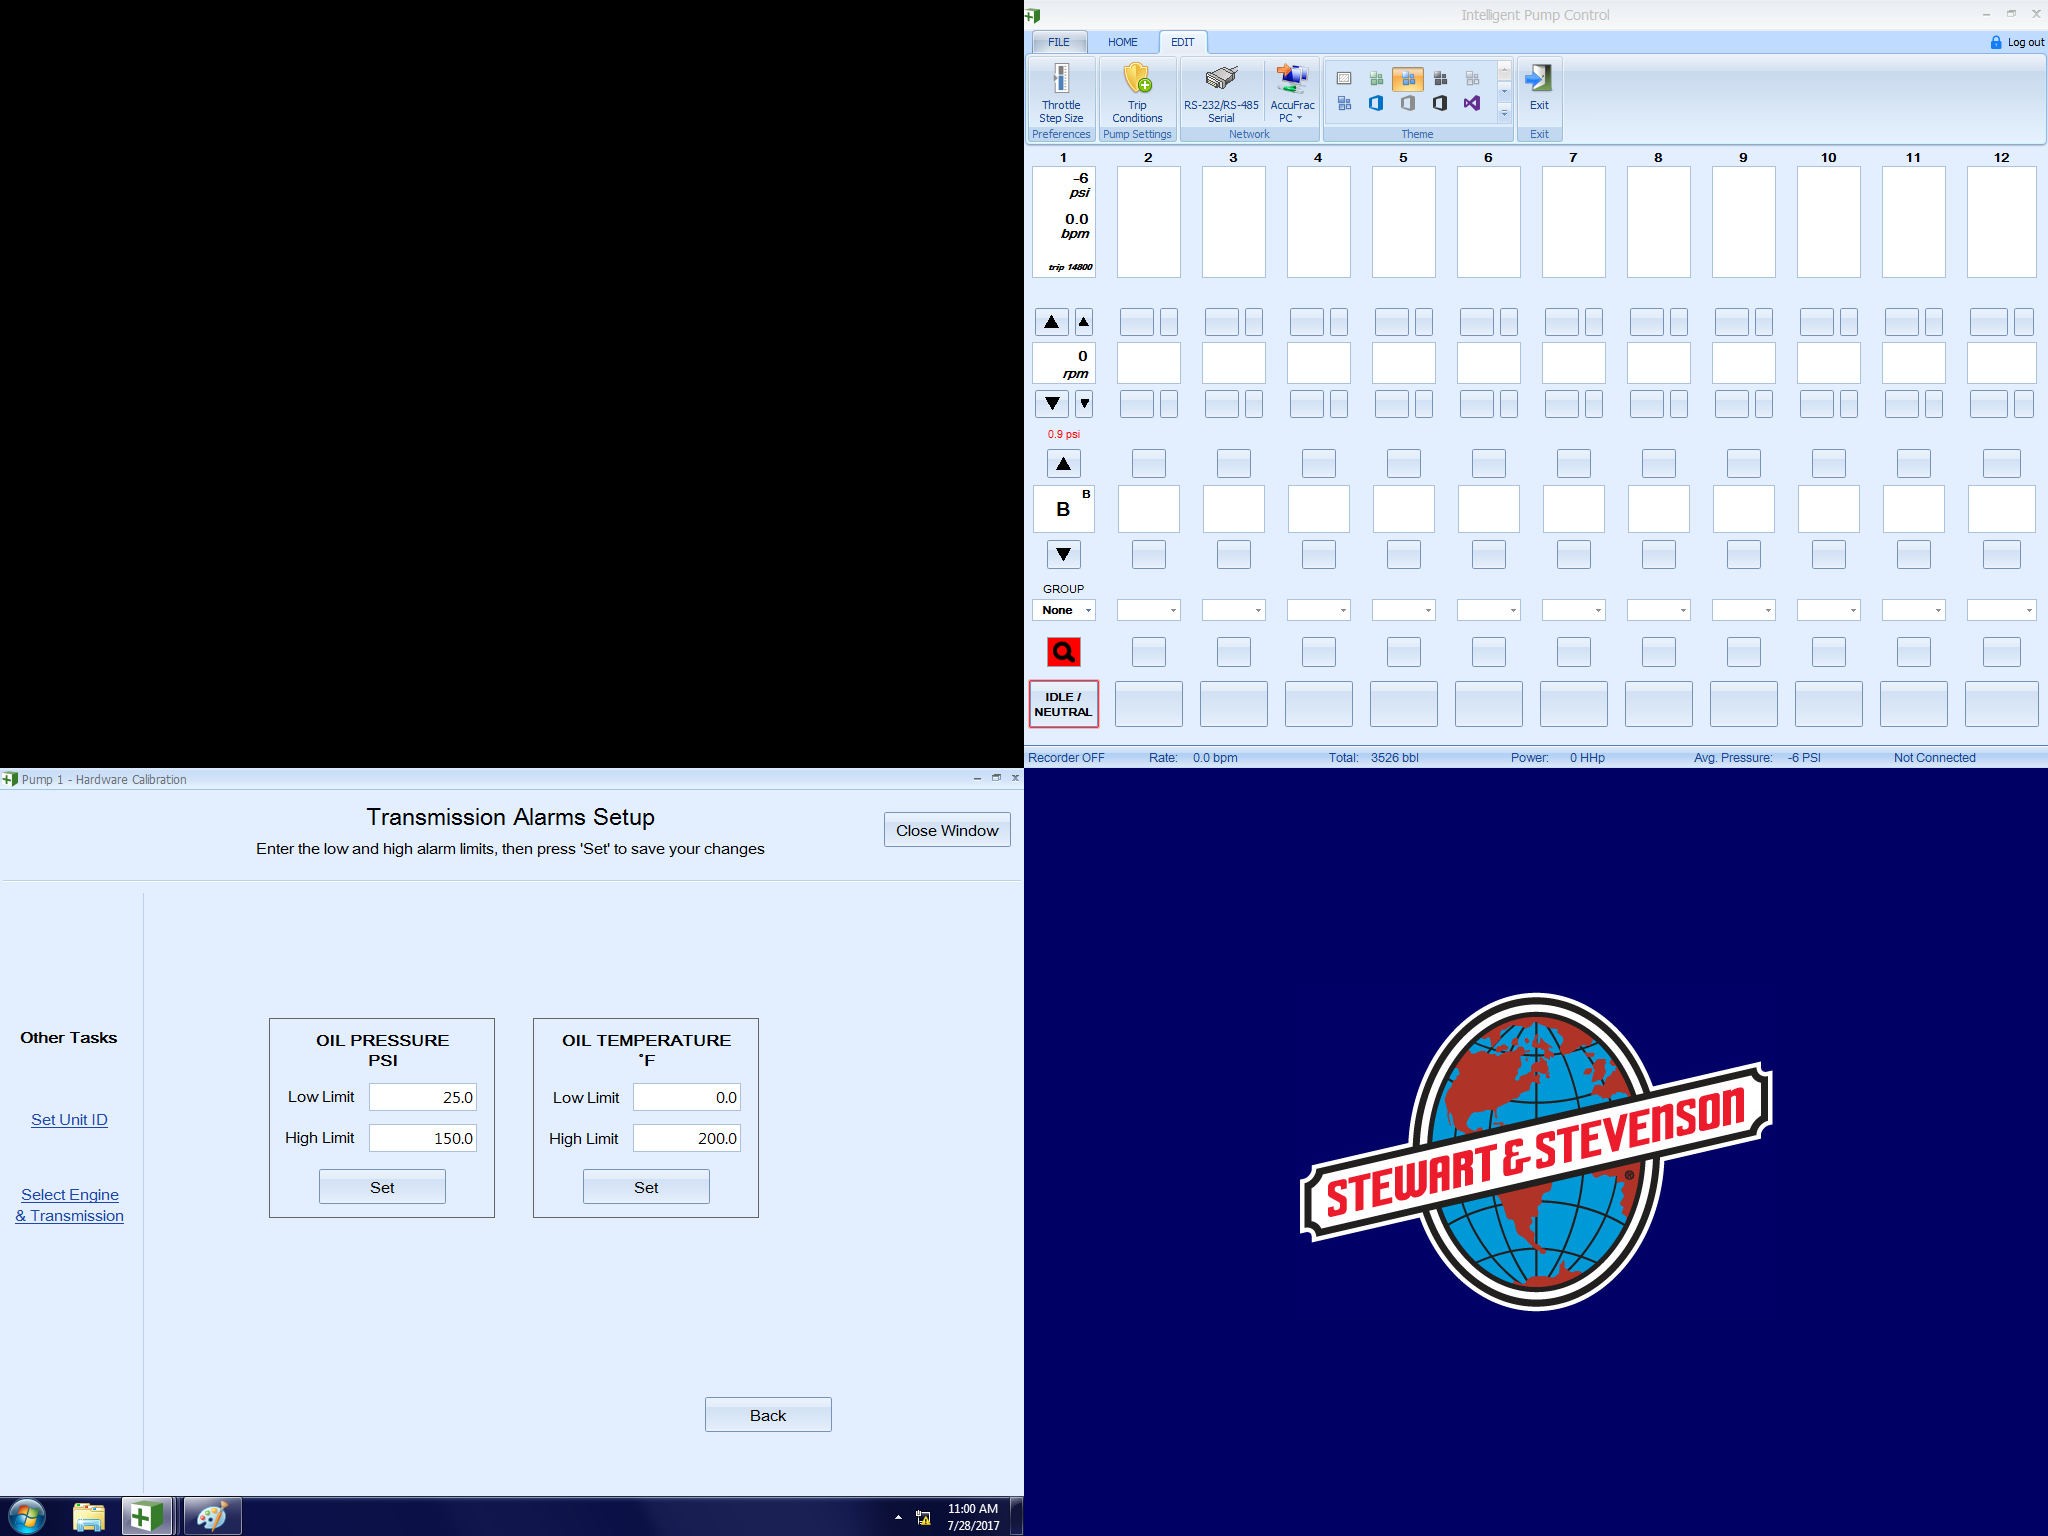 Intelligent Pump Control
FILE HOME EDIT Log out
Throttle Step Size
Trip Conditions
RS-232/RS-485 Serial
AccuFrac PC
Exit
Preferences Pump Settings Network Theme Exit
1 2 3 4 5 6 7 8 9 10 11 12
-6
psi
0.0
bpm
trip 14800
0
rpm
0.9 psi
B
B
GROUP
None
IDLE /
NEUTRAL
Recorder OFF Rate: 0.0 bpm Total: 3526 bbl Power: 0 HHp Avg. Pressure: -6 PSI Not Connected
Pump 1 - Hardware Calibration
Transmission Alarms Setup
Close Window
Enter the low and high alarm limits, then press 'Set' to save your changes
Other Tasks
Set Unit ID
Select Engine
& Transmission
OIL PRESSURE
PSI
Low Limit 25.0
High Limit 150.0
Set
OIL TEMPERATURE
°F
Low Limit 0.0
High Limit 200.0
Set
Back
11:00 AM
7/28/2017
STEWART & STEVENSON
®